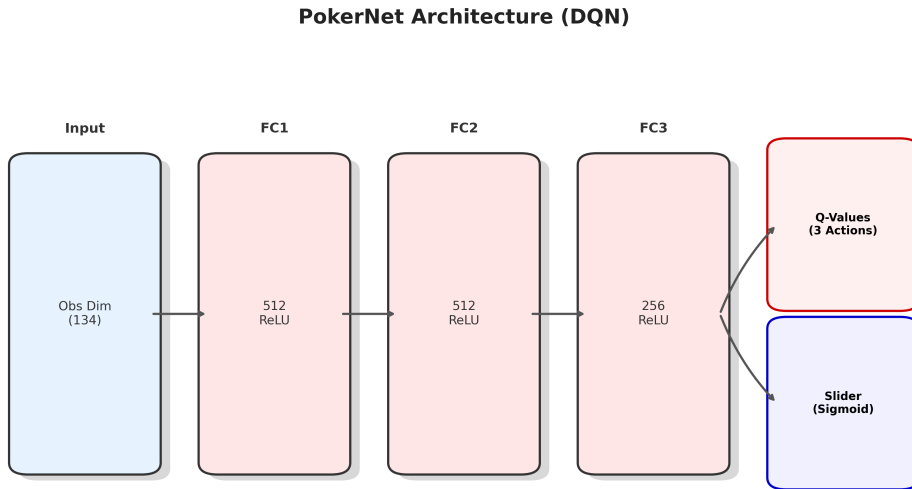 PokerNet Architecture (DQN)
Input
FC1
FC2
FC3
Obs Dim
(134)
512
ReLU
512
ReLU
256
ReLU
Q-Values
(3 Actions)
Slider
(Sigmoid)